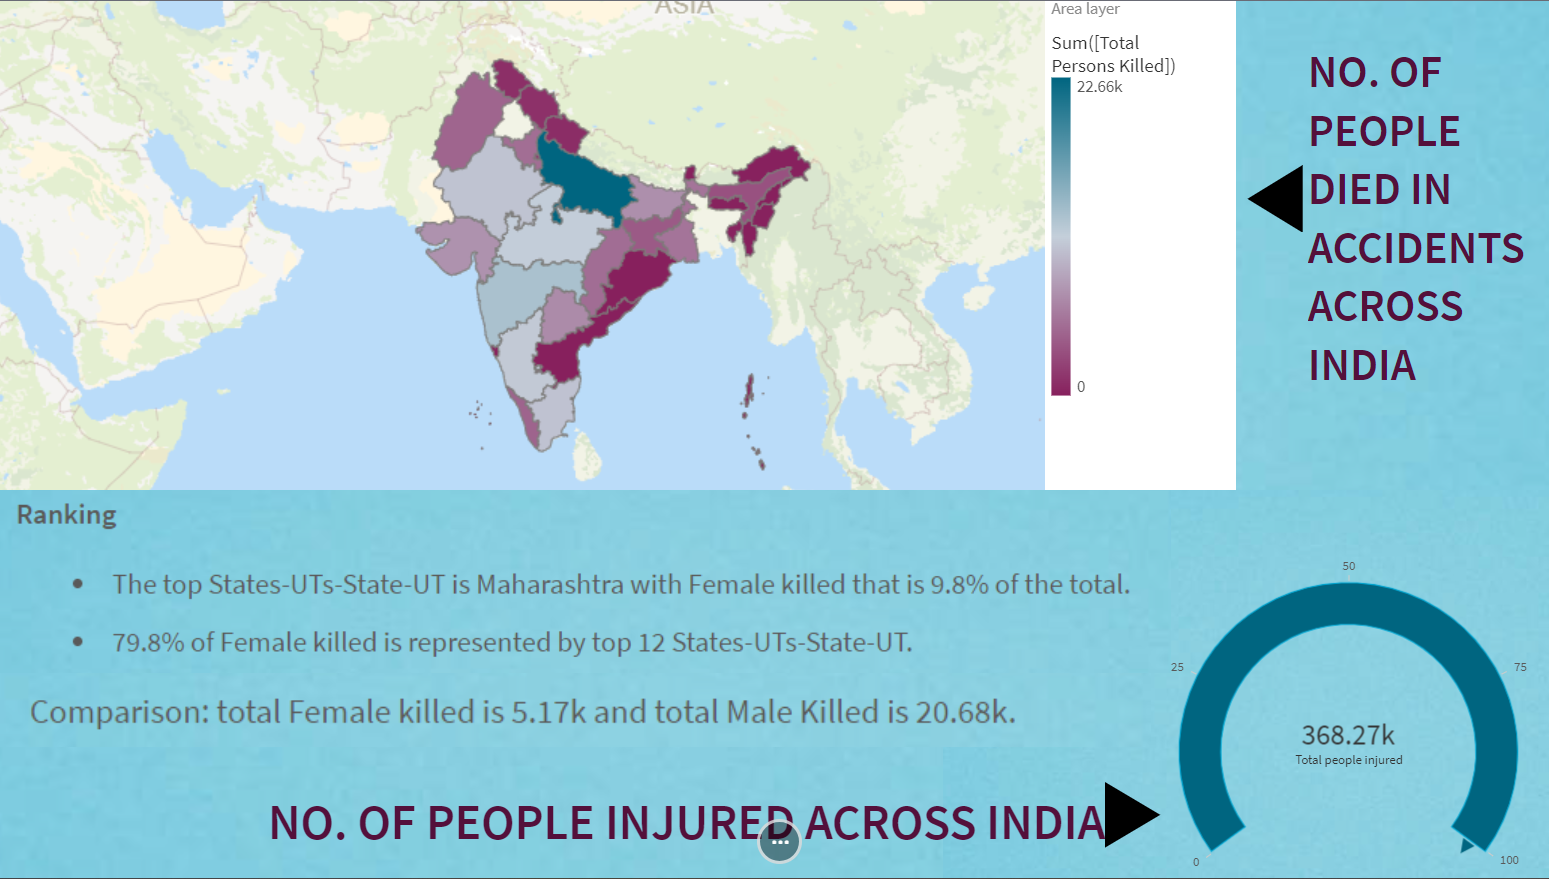 ASIA
Area layer
Sum([Total
Persons Killed])
22.66k
0
NO. OF
PEOPLE
DIED IN
ACCIDENTS
ACROSS
INDIA
Ranking
• The top States-UTs-State-UT is Maharashtra with Female killed that is 9.8% of the total.
• 79.8% of Female killed is represented by top 12 States-UTs-State-UT.
Comparison: total Female killed is 5.17k and total Male Killed is 20.68k.
NO. OF PEOPLE INJURED ACROSS INDIA
50
25
75
368.27k
Total people injured
0
100